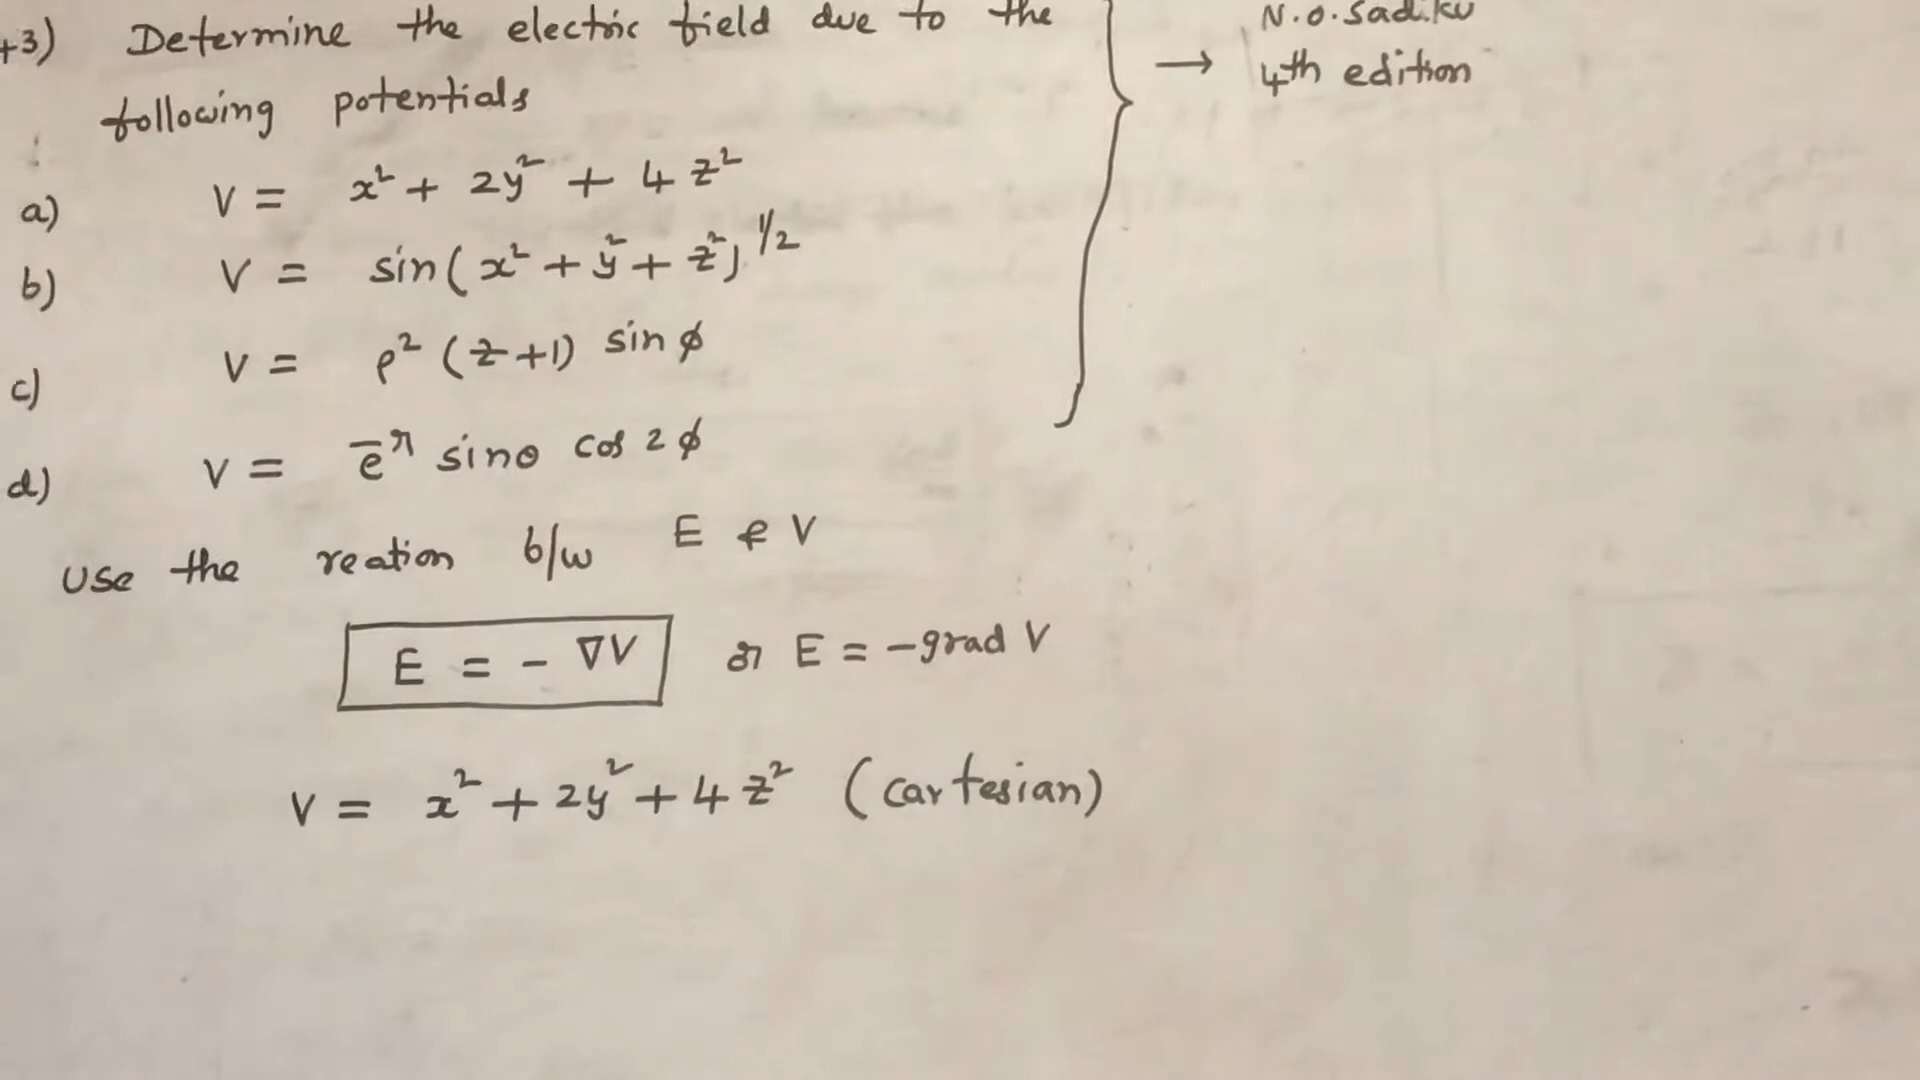 +3) Determine the electric field due to the
following potentials
a) V = x² + 2y² + 4z²
b) V = sin(x² + y² + z²)^1/2
c) V = ρ² (z+1) sin ϕ
d) V = e^-r sinθ cos 2ϕ
Use the reation b/w E & V
E = - ∇V or E = -grad V
V = x² + 2y² + 4z² (cartesian)
N.O. Sadiku
→ 4th edition